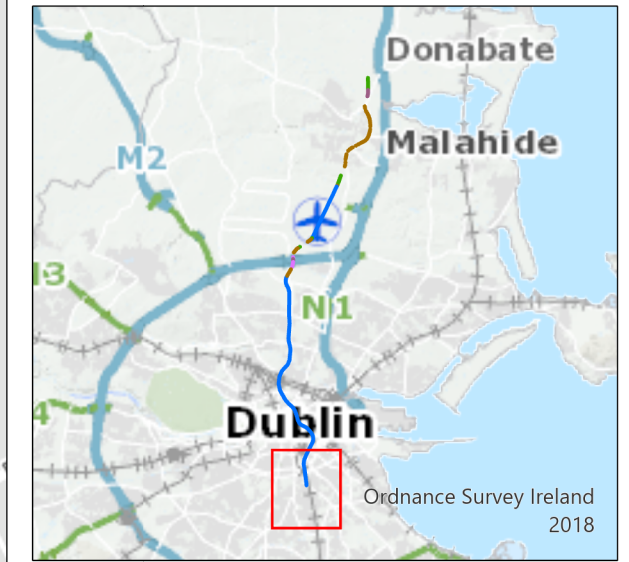 Donabate
M2
Malahide
N1
Dublin
Ordnance Survey Ireland
2018